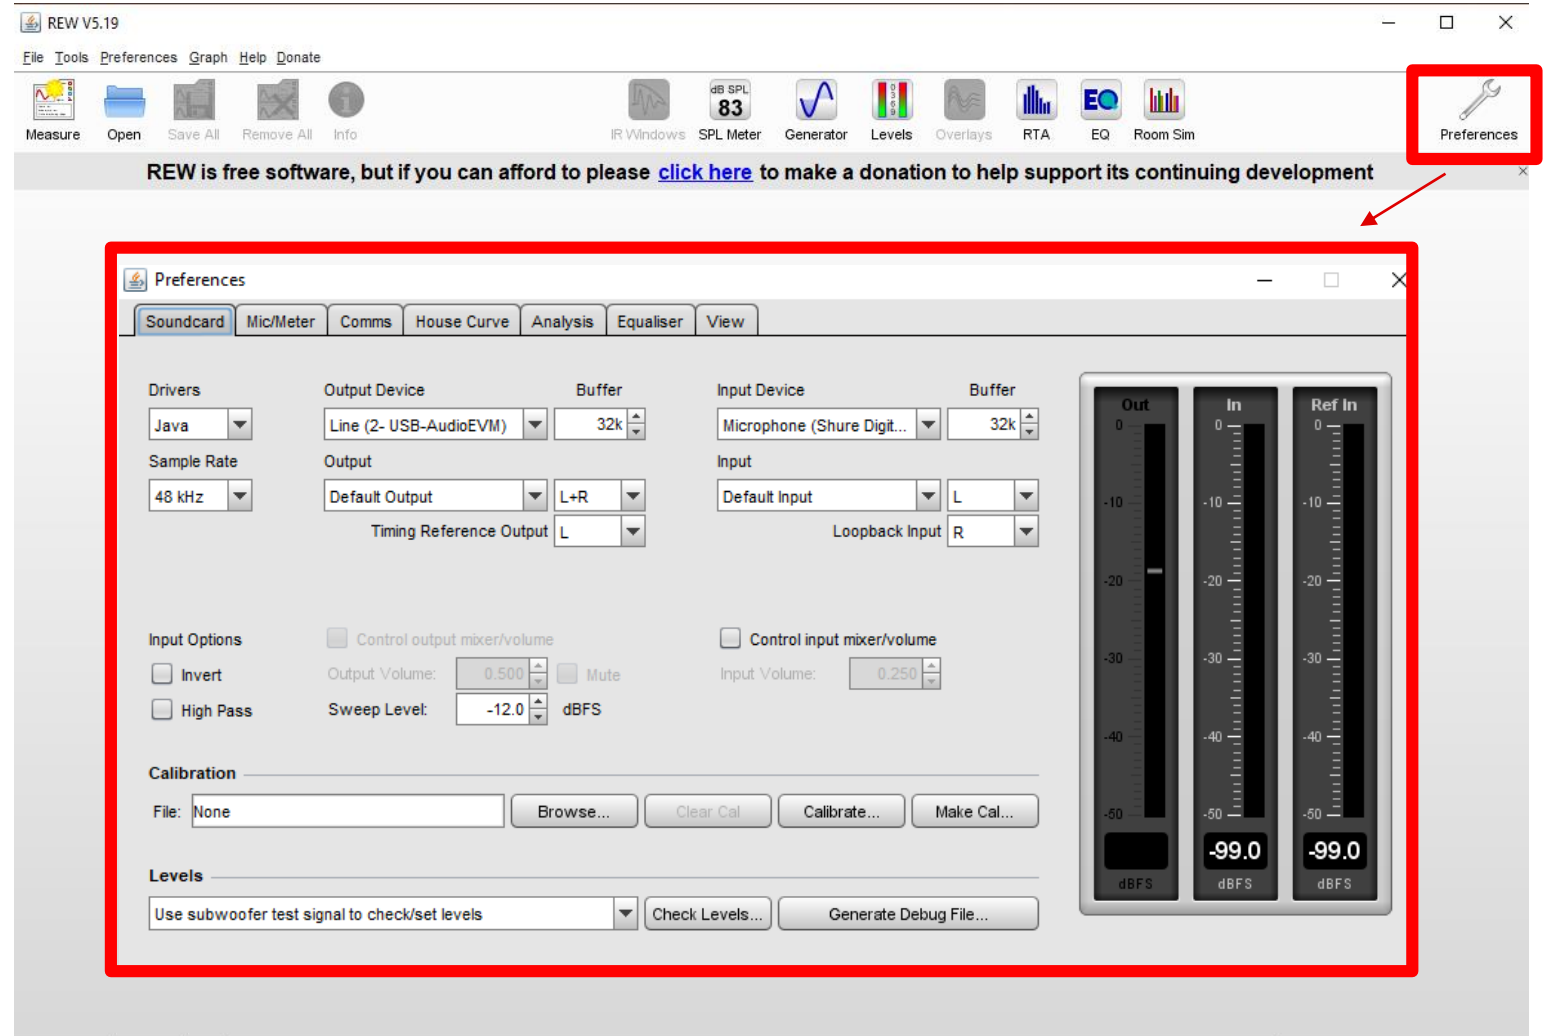 REW V5.19
File Tools Preferences Graph Help Donate
dB SPL
83
0
3
6
9
EQ
Measure Open Save All Remove All Info IR Windows SPL Meter Generator Levels Overlays RTA EQ Room Sim Preferences
REW is free software, but if you can afford to please click here to make a donation to help support its continuing development
Preferences
Soundcard Mic/Meter Comms House Curve Analysis Equaliser View
Drivers Output Device Buffer Input Device Buffer
Java Line (2- USB-AudioEVM) 32k Microphone (Shure Digit... 32k
Sample Rate Output Input
48 kHz Default Output L+R Default Input L
Timing Reference Output L Loopback Input R
Input Options Control output mixer/volume Control input mixer/volume
Invert Output Volume: 0.500 Mute Input Volume: 0.250
High Pass Sweep Level: -12.0 dBFS
Calibration
File: None Browse... Clear Cal Calibrate... Make Cal...
Levels
Use subwoofer test signal to check/set levels Check Levels... Generate Debug File...
Out In Ref In
0 0 0
-10 -10 -10
-20 -20 -20
-30 -30 -30
-40 -40 -40
-50 -50 -50
-99.0 -99.0
dBFS dBFS dBFS